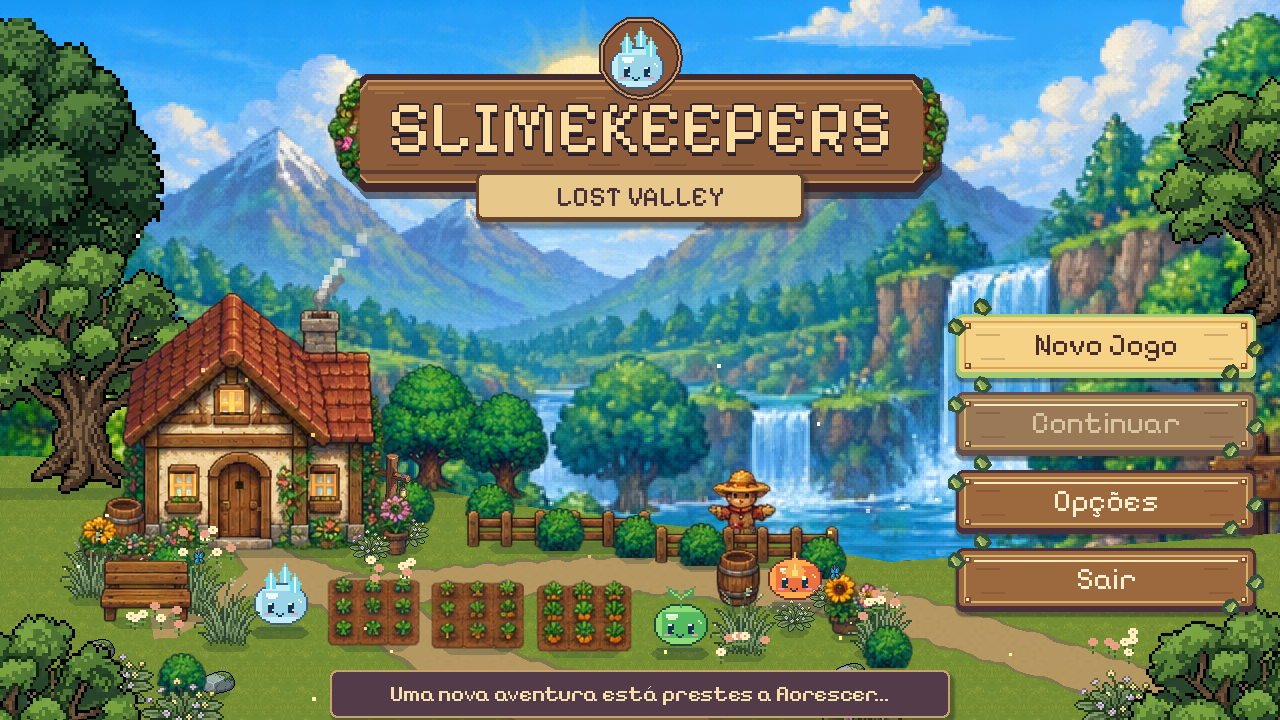 SLIMEKEEPERS
LOST VALLEY
Novo Jogo
Continuar
Opções
Sair
Uma nova aventura está prestes a florescer...